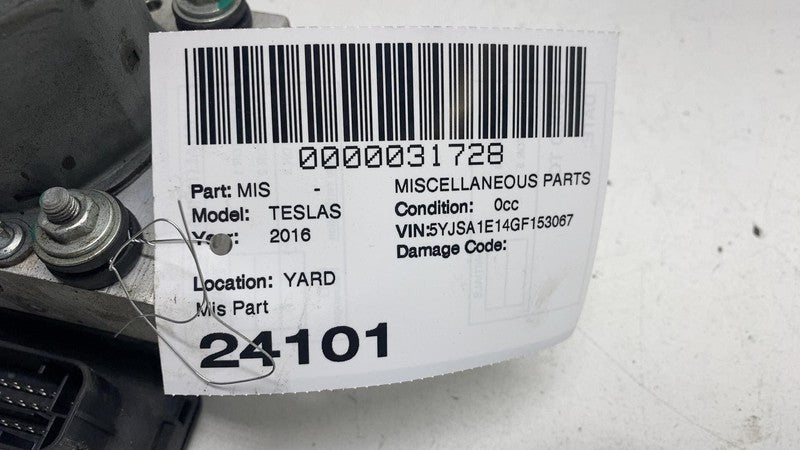 0000031728
Part: MIS - MISCELLANEOUS PARTS
Model: TESLAS Condition: 0cc
Year: 2016 VIN:5YJSA1E14GF153067
Damage Code:
Location: YARD
Mis Part
24101